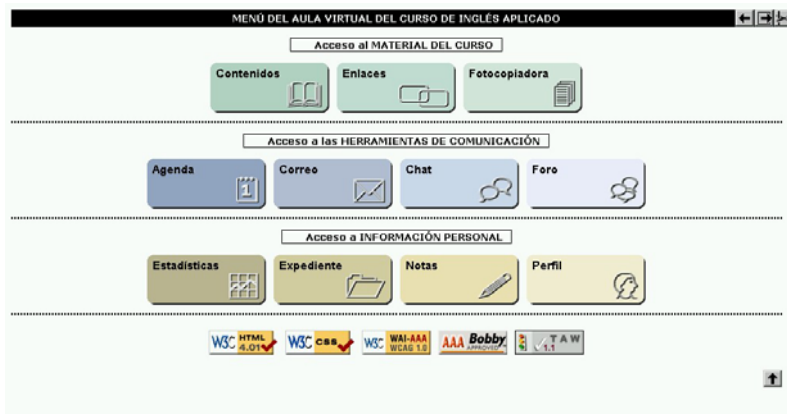 MENÚ DEL AULA VIRTUAL DEL CURSO DE INGLÉS APLICADO
Acceso al MATERIAL DEL CURSO
Contenidos
Enlaces
Fotocopiadora
Acceso a las HERRAMIENTAS DE COMUNICACIÓN
Agenda
1
Correo
Chat
Foro
Acceso a INFORMACIÓN PERSONAL
Estadísticas
Expediente
Notas
Perfil
W3C HTML 4.01
W3C CSS
W3C WAI-AAA WCAG 1.0
AAA Bobby APPROVED
TAW 1.1